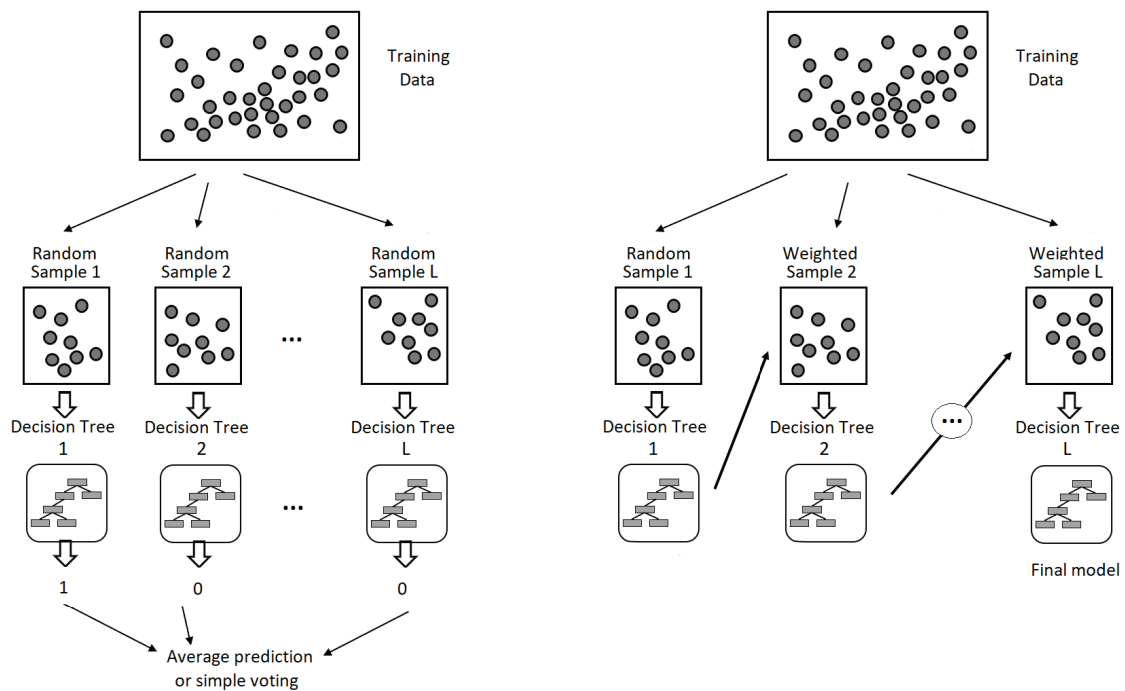 Training
Data
Random
Sample 1
Random
Sample 2
Random
Sample L
...
Decision Tree
1
Decision Tree
2
Decision Tree
L
...
1
0
0
Average prediction
or simple voting
Training
Data
Random
Sample 1
Weighted
Sample 2
Weighted
Sample L
Decision Tree
1
Decision Tree
2
...
Decision Tree
L
Final model